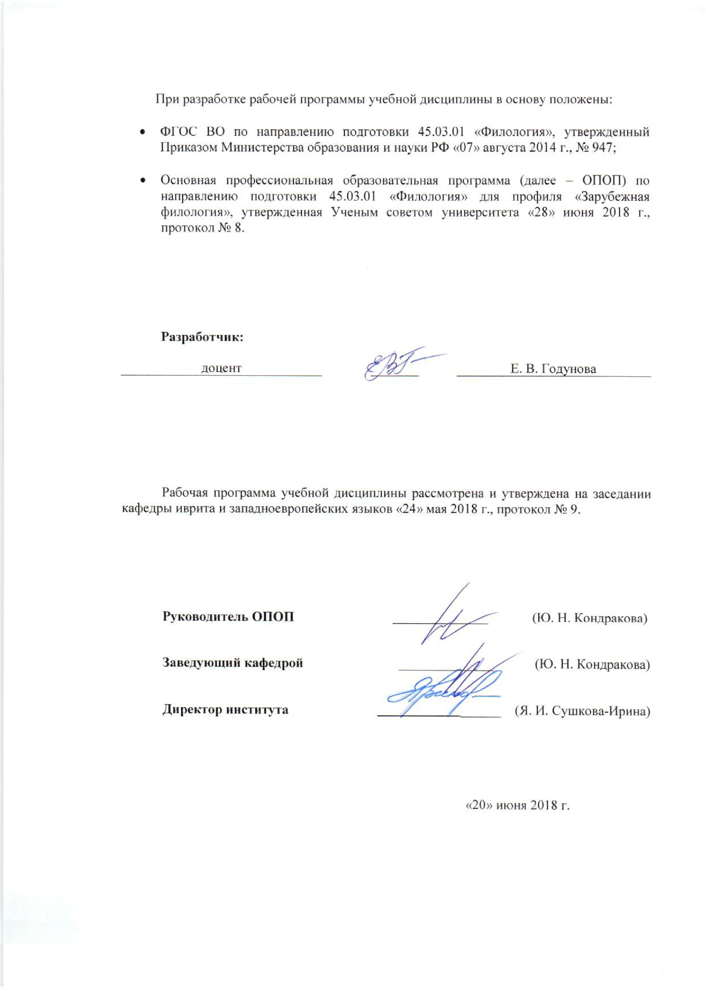 При разработке рабочей программы учебной дисциплины в основу положены:
• ФГОС ВО по направлению подготовки 45.03.01 «Филология», утвержденный
Приказом Министерства образования и науки РФ «07» августа 2014 г., № 947;
• Основная профессиональная образовательная программа (далее – ОПОП) по
направлению подготовки 45.03.01 «Филология» для профиля «Зарубежная
филология», утвержденная Ученым советом университета «28» июня 2018 г.,
протокол № 8.
Разработчик:
доцент Е. В. Годунова
Рабочая программа учебной дисциплины рассмотрена и утверждена на заседании
кафедры иврита и западноевропейских языков «24» мая 2018 г., протокол № 9.
Руководитель ОПОП (Ю. Н. Кондракова)
Заведующий кафедрой (Ю. Н. Кондракова)
Директор института (Я. И. Сушкова-Ирина)
«20» июня 2018 г.